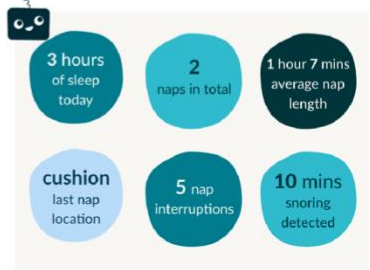 3 hours
of sleep
today
2
naps in total
1 hour 7 mins
average nap
length
cushion
last nap
location
5 nap
interruptions
10 mins
snoring
detected